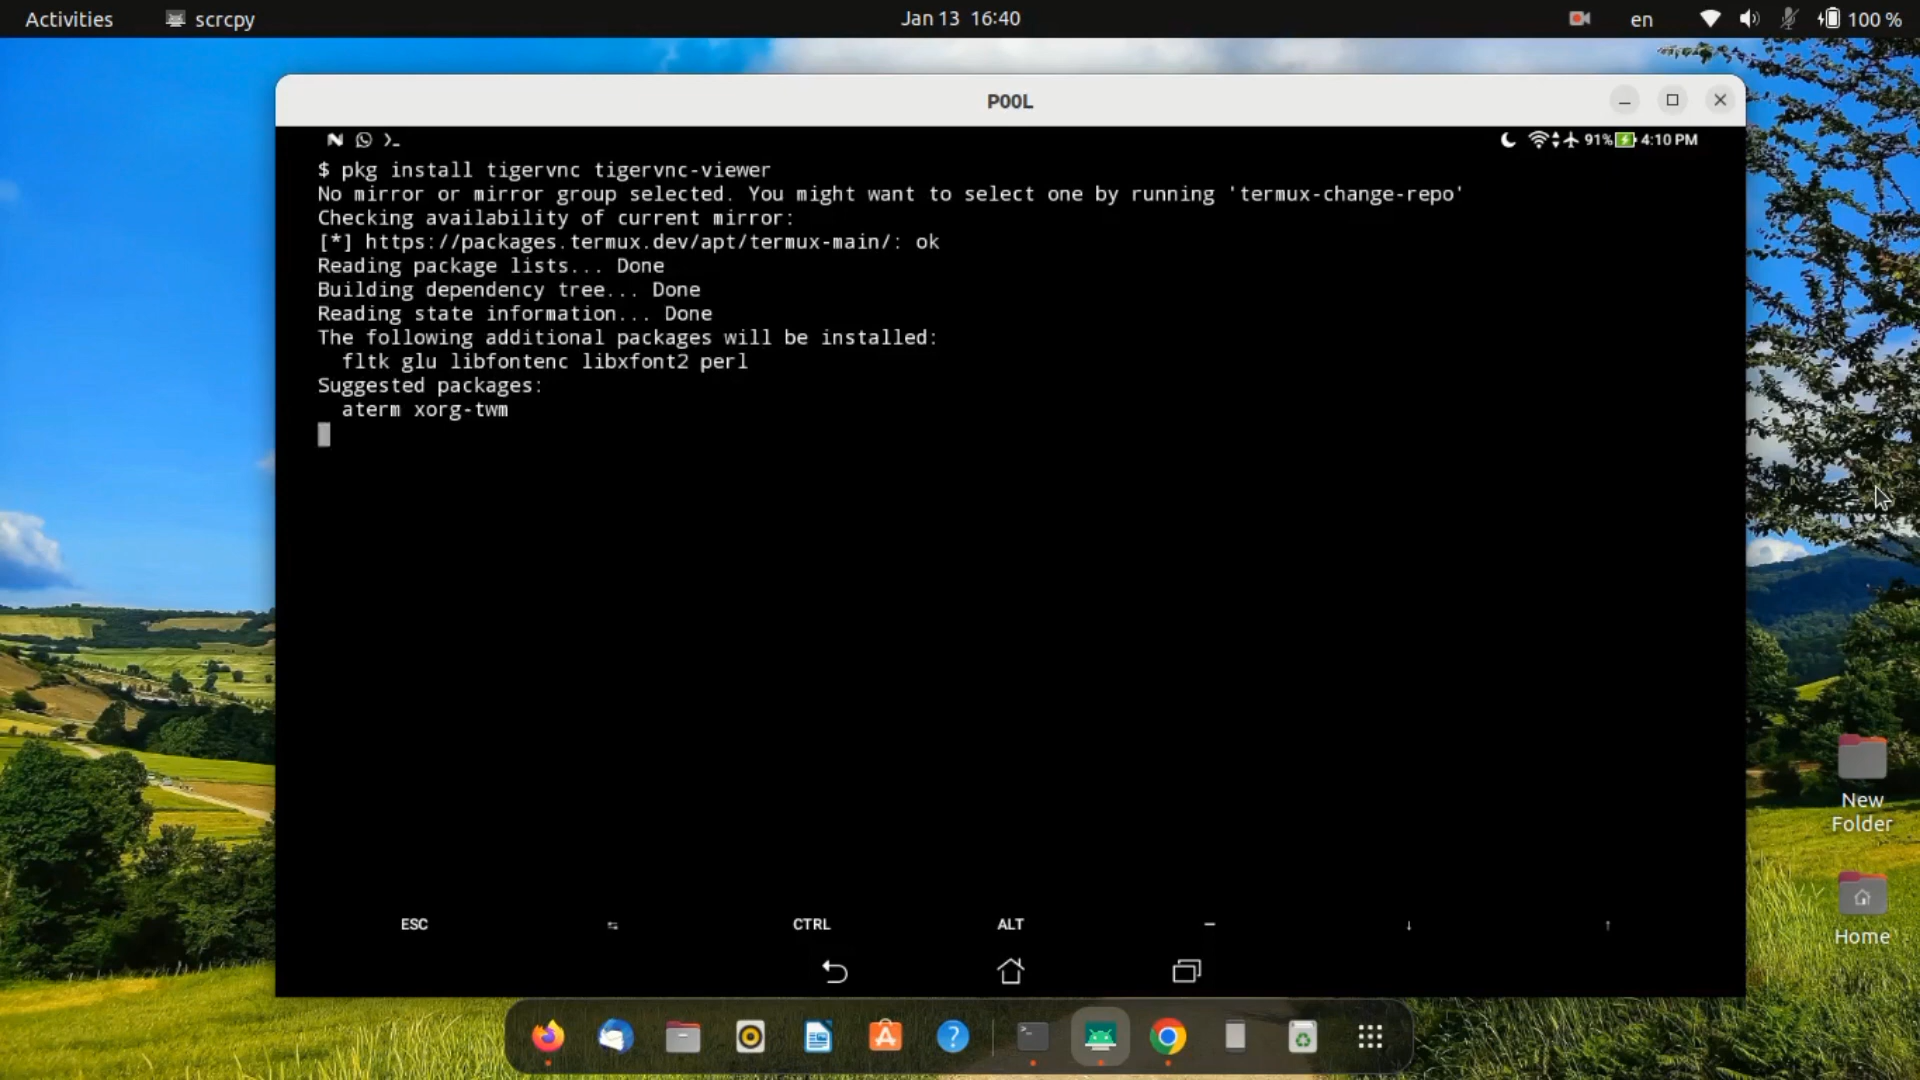 Activities scrcpy Jan 13 16:40 en 100 %
P00L
91% 4:10 PM
$ pkg install tigervnc tigervnc-viewer
No mirror or mirror group selected. You might want to select one by running 'termux-change-repo'
Checking availability of current mirror:
[*] https://packages.termux.dev/apt/termux-main/: ok
Reading package lists... Done
Building dependency tree... Done
Reading state information... Done
The following additional packages will be installed:
fltk glu libfontenc libxfont2 perl
Suggested packages:
aterm xorg-twm
ESC ⇆ CTRL ALT – ↓ ↑
New
Folder
Home